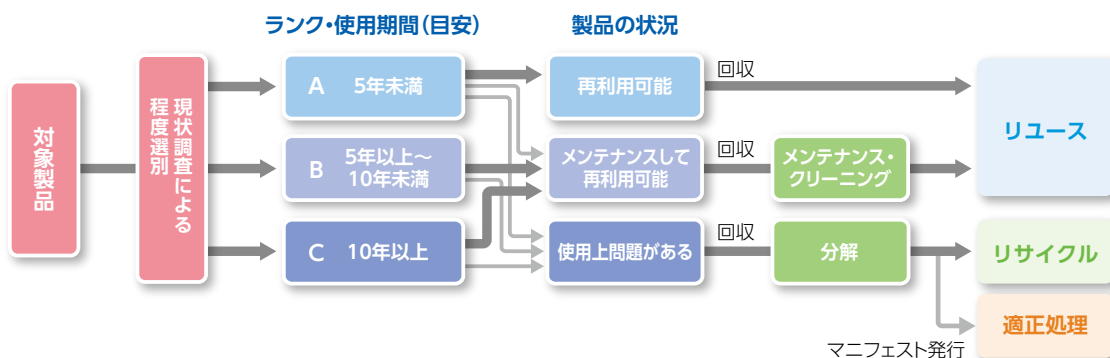 ランク・使用期間(目安)
製品の状況
対象製品
現状調査による
程度選別
A 5年未満
再利用可能
回収
リユース
B 5年以上～
10年未満
メンテナンスして
再利用可能
回収
メンテナンス・
クリーニング
C 10年以上
使用上問題がある
回収
分解
リサイクル
適正処理
マニフェスト発行